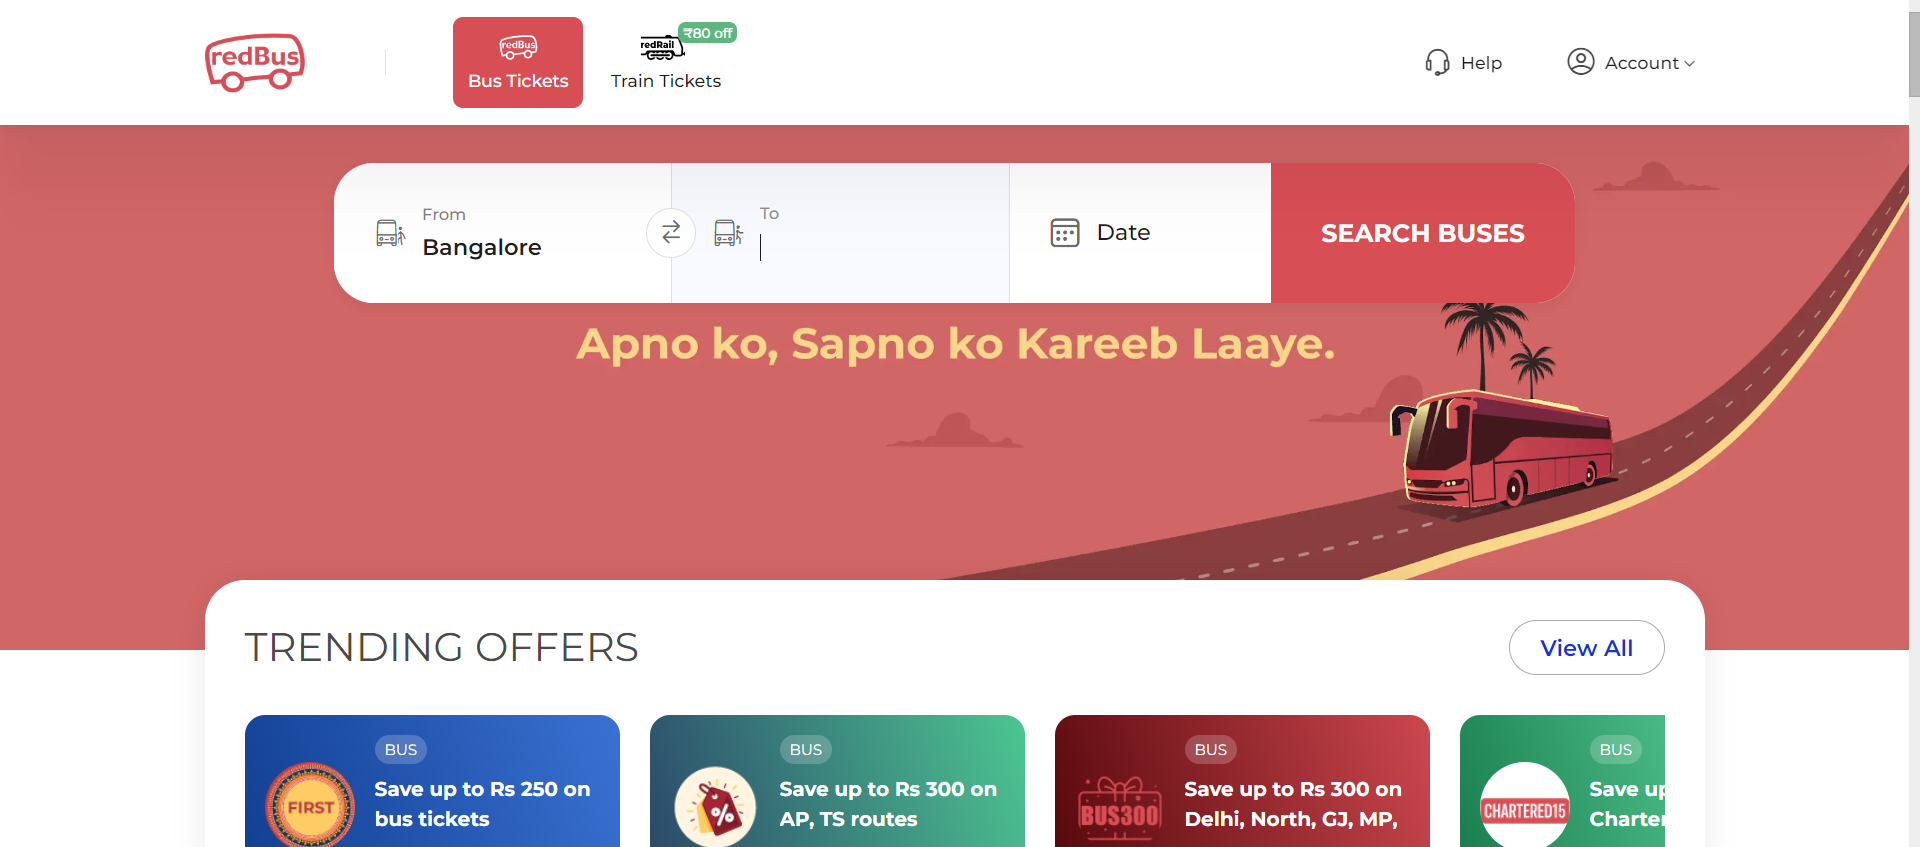 redBus
redBus
Bus Tickets
redRail
₹80 off
Train Tickets
Help
Account
From
Bangalore
To
Date
SEARCH BUSES
Apno ko, Sapno ko Kareeb Laaye.
TRENDING OFFERS
View All
BUS
FIRST
Save up to Rs 250 on
bus tickets
BUS
Save up to Rs 300 on
AP, TS routes
BUS
BUS300
Save up to Rs 300 on
Delhi, North, GJ, MP,
BUS
CHARTERED15
Save up
Charter